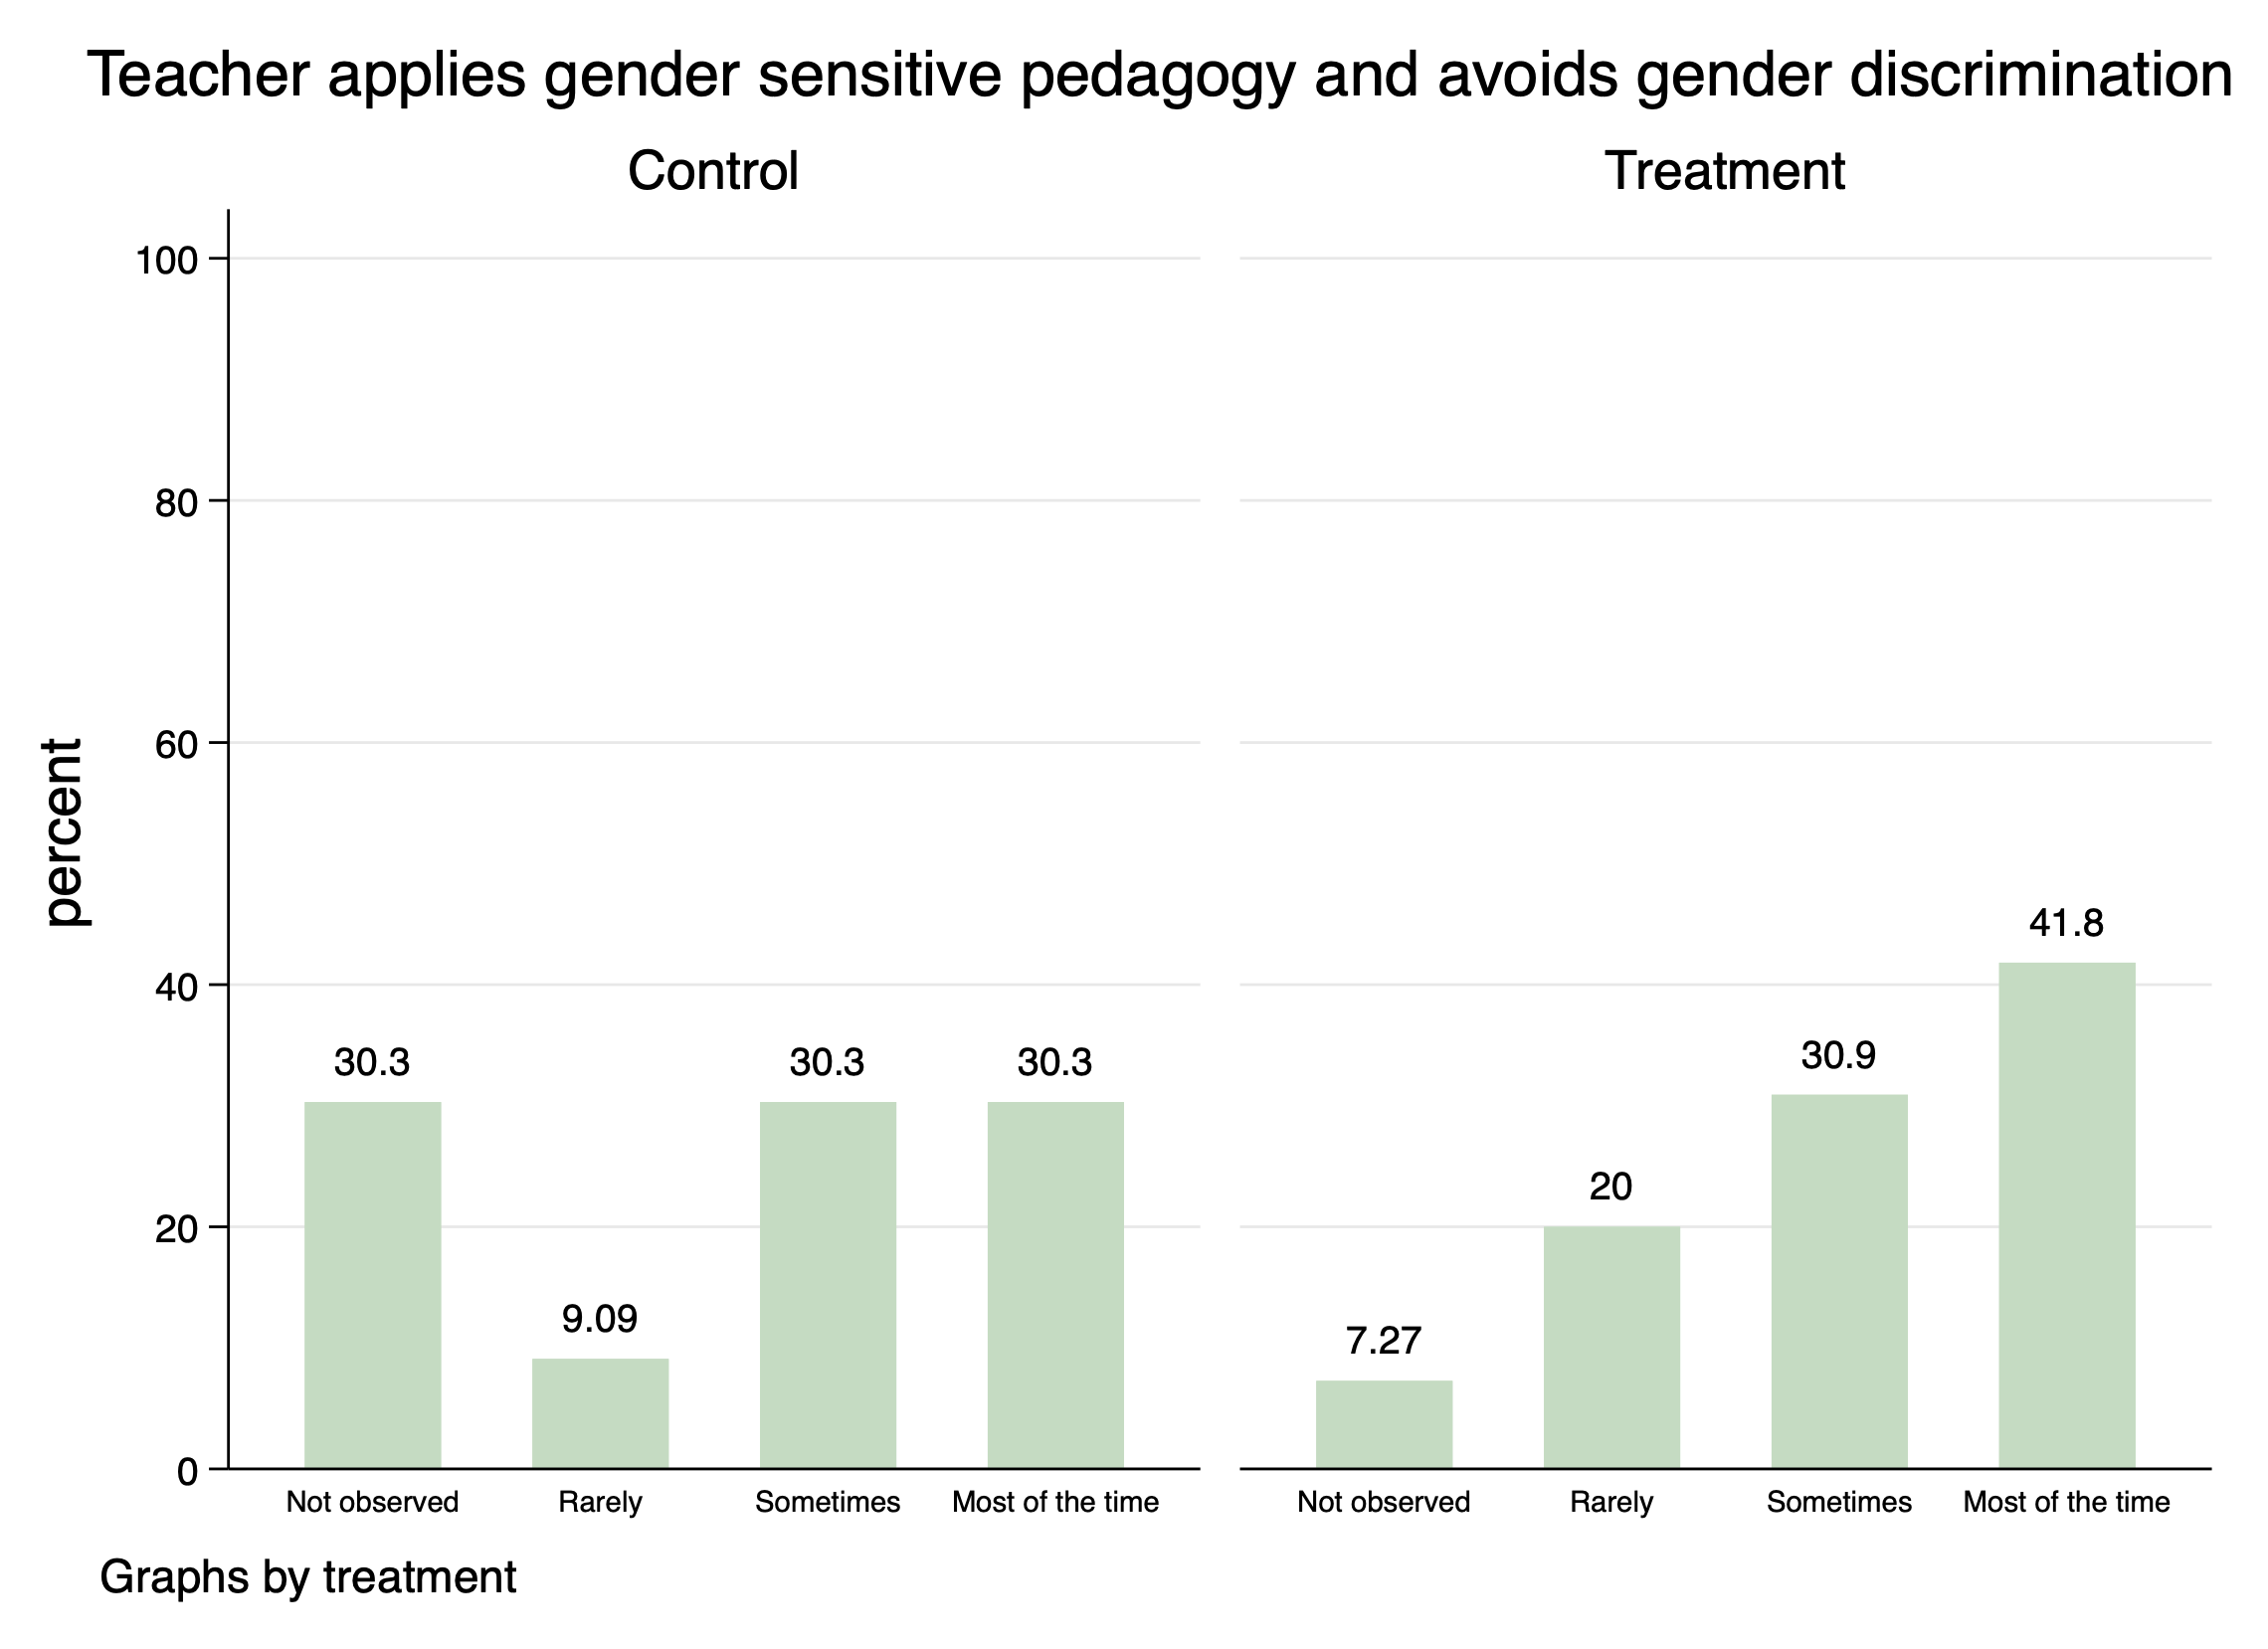 Teacher applies gender sensitive pedagogy and avoids gender discrimination
Control
Treatment
percent
100
80
60
40
20
0
30.3
9.09
30.3
30.3
7.27
20
30.9
41.8
Not observed
Rarely
Sometimes
Most of the time
Not observed
Rarely
Sometimes
Most of the time
Graphs by treatment